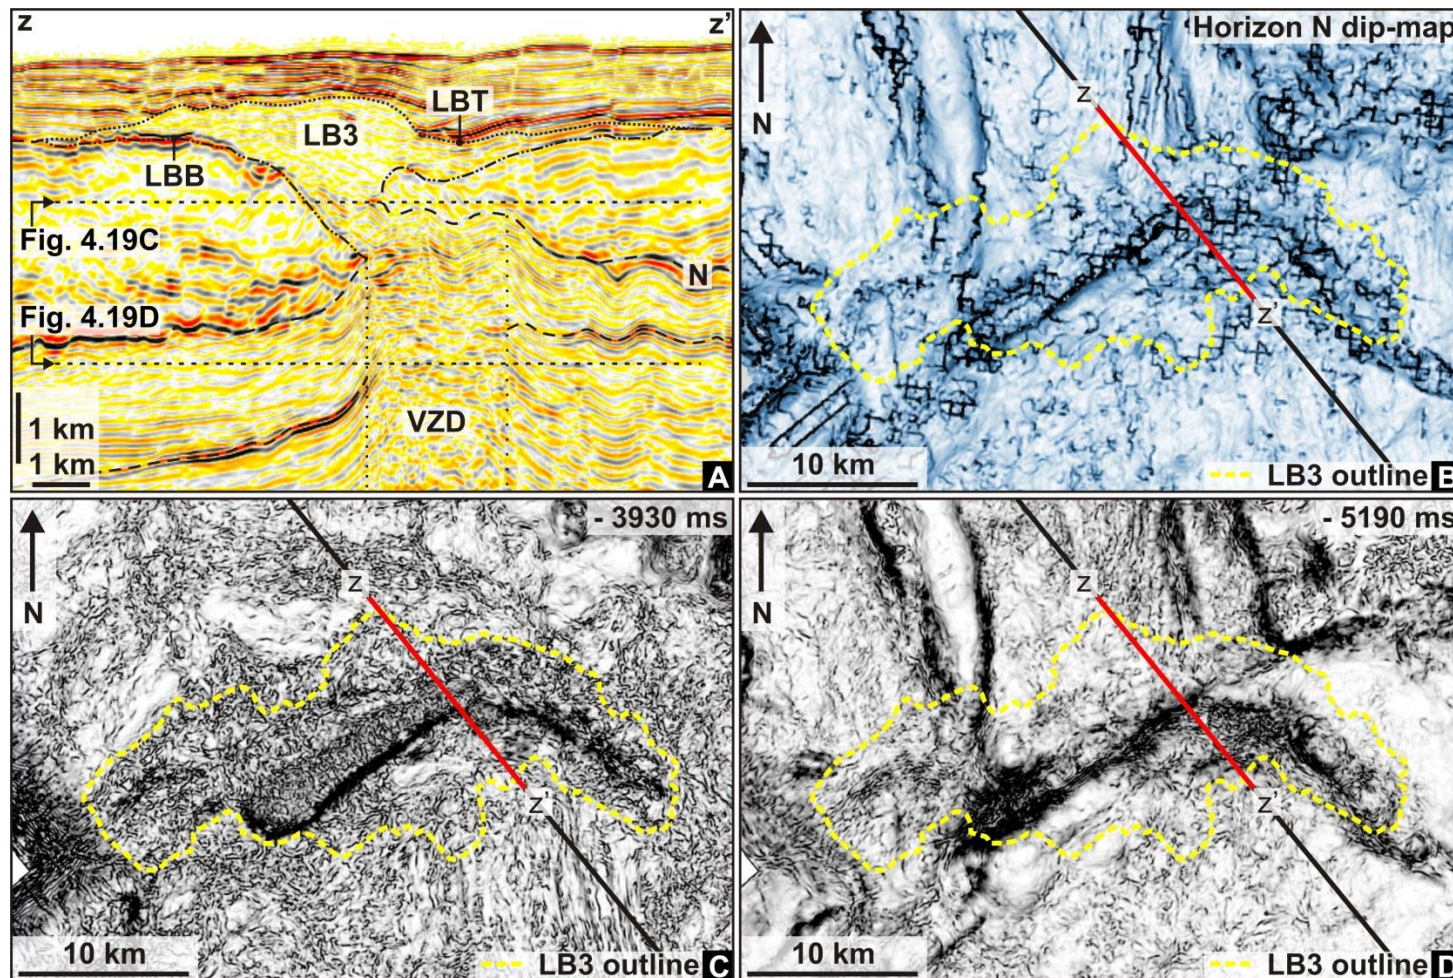 z
z'
LBT
LB3
LBB
Fig. 4.19C
N
Fig. 4.19D
VZD
1 km
1 km
A
Horizon N dip-map
N
z
z'
10 km
LB3 outline
B
- 3930 ms
N
z
z'
10 km
LB3 outline
C
- 5190 ms
N
z
z'
10 km
LB3 outline
D